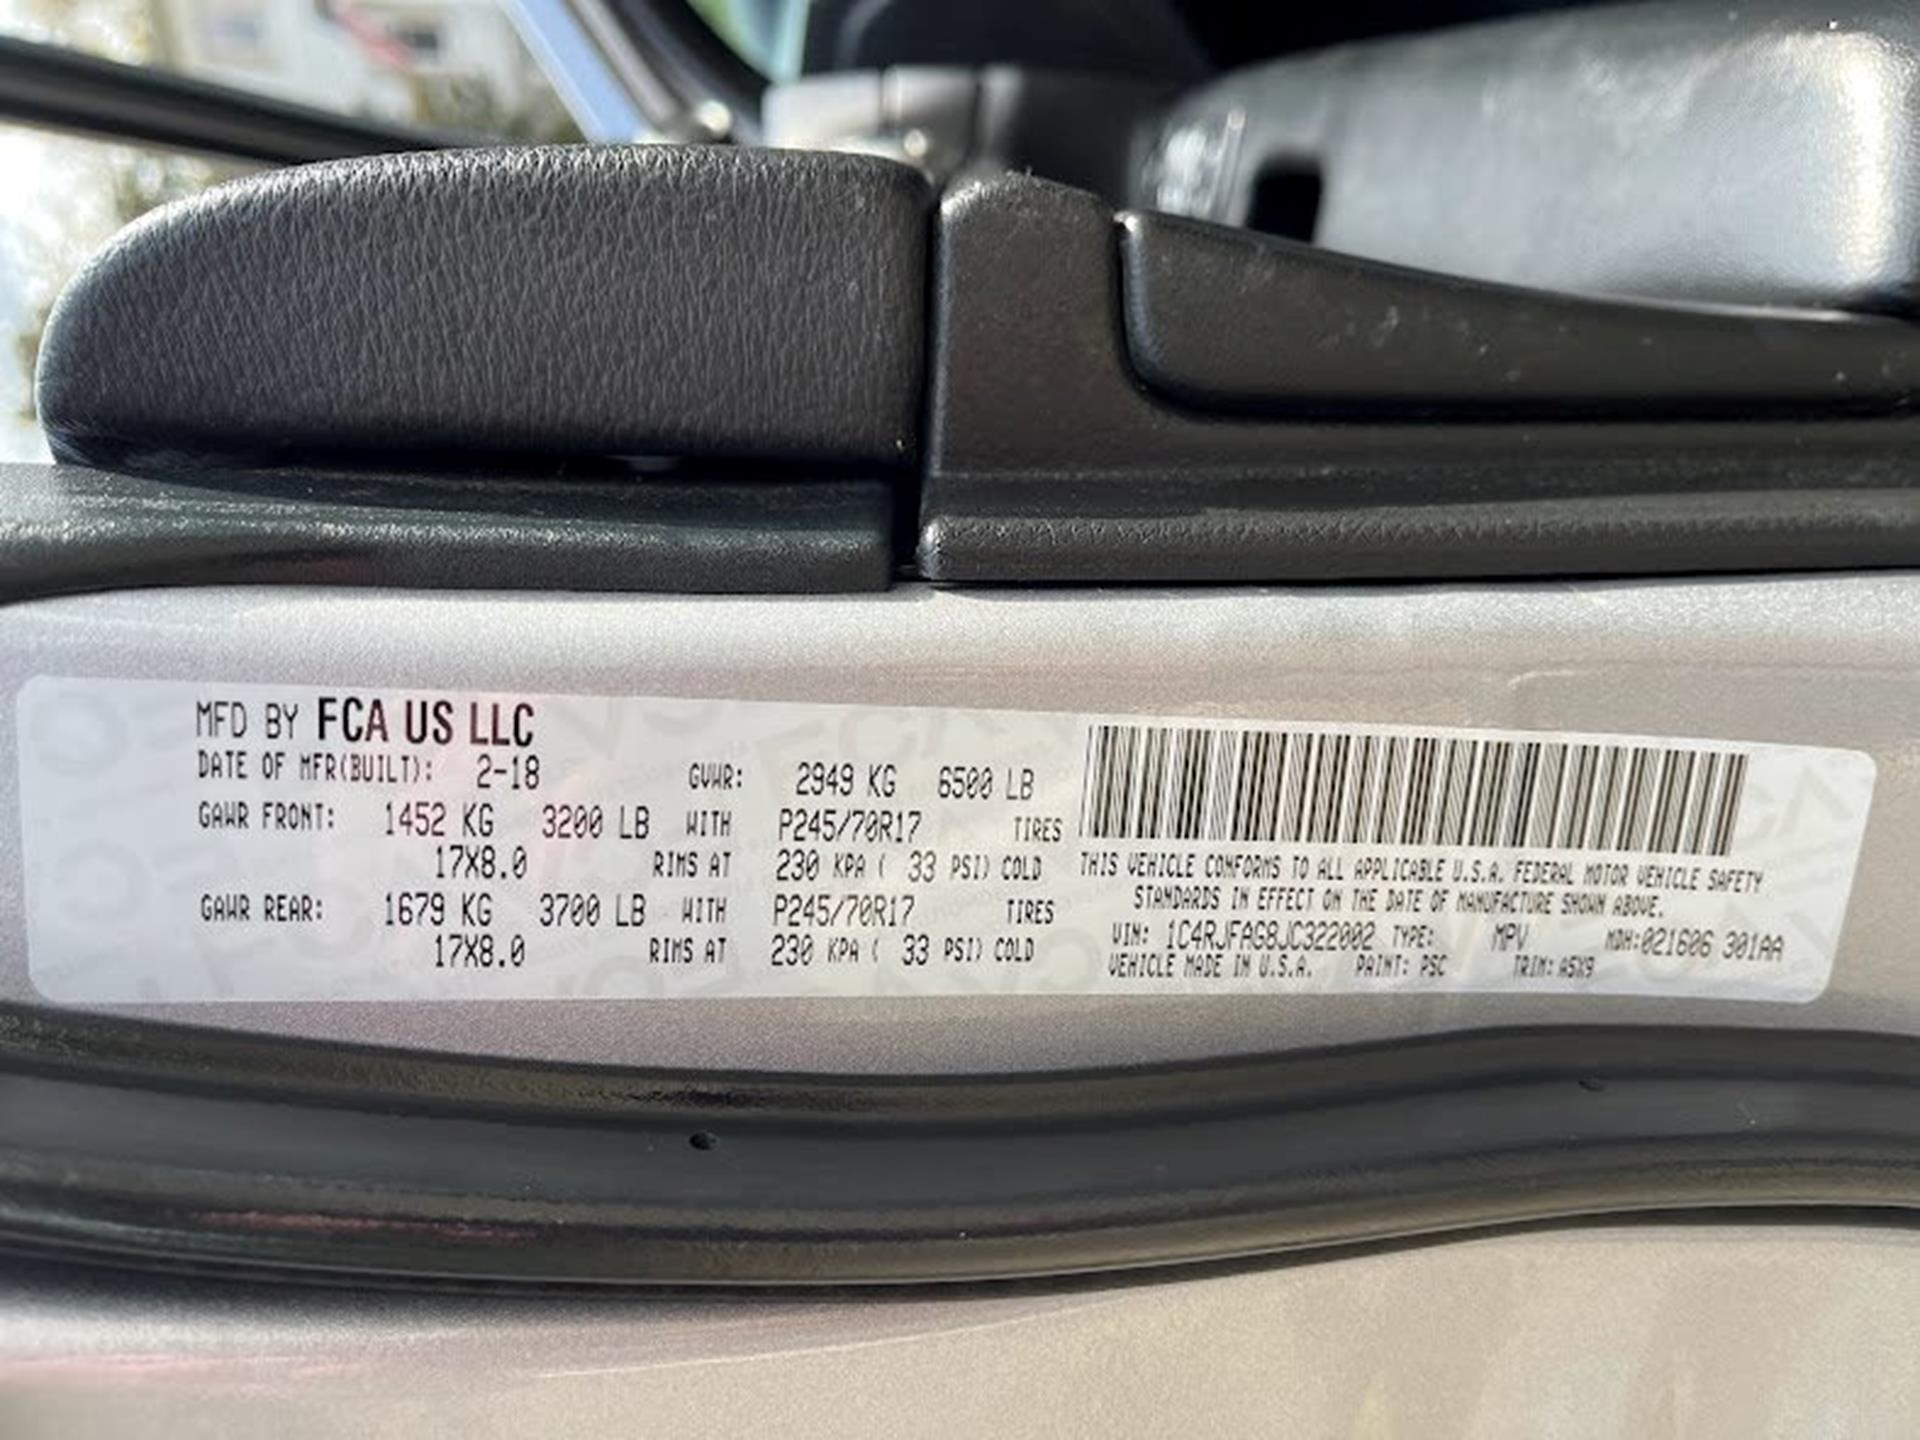 MFD BY FCA US LLC
DATE OF MFR(BUILT): 2-18 GVWR: 2949 KG 6500 LB
GAWR FRONT: 1452 KG 3200 LB WITH P245/70R17 TIRES
17X8.0 RIMS AT 230 KPA ( 33 PSI) COLD
GAWR REAR: 1679 KG 3700 LB WITH P245/70R17 TIRES
17X8.0 RIMS AT 230 KPA ( 33 PSI) COLD
THIS VEHICLE CONFORMS TO ALL APPLICABLE U.S.A. FEDERAL MOTOR VEHICLE SAFETY
STANDARDS IN EFFECT ON THE DATE OF MANUFACTURE SHOWN ABOVE.
VIN: 1C4RJFAG8JC322002 TYPE: MPV MDH:021606 301AA
VEHICLE MADE IN U.S.A. PAINT: PSC TRIM: A5X9